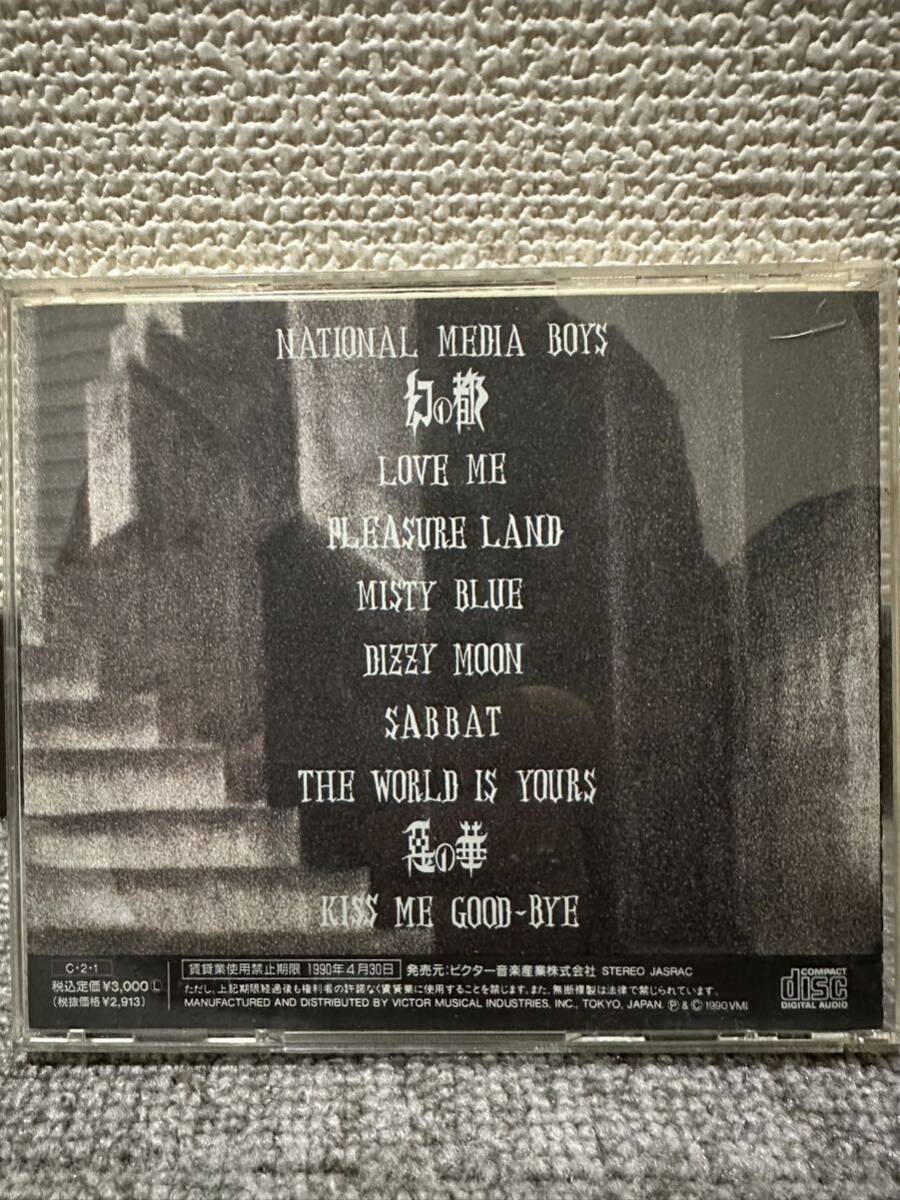 NATIONAL MEDIA BOYS
幻の都
LOVE ME
PLEASURE LAND
MISTY BLUE
DIZZY MOON
SABBAT
THE WORLD IS YOURS
惡の華
KISS ME GOOD-BYE
C・2・1
税込定価¥3,000Ⓛ
(税抜価格¥2,913)
賃貸業使用禁止期限 1990年4月30日 発売元:ビクター音楽産業株式会社 STEREO JASRAC
ただし、上記期限経過後も権利者の許諾なく賃貸業に使用することを禁じます。また、無断複製は法律で禁じられています。
MANUFACTURED AND DISTRIBUTED BY VICTOR MUSICAL INDUSTRIES, INC., TOKYO, JAPAN. Ⓟ & Ⓒ 1990 VMI
COMPACT
disc
DIGITAL AUDIO